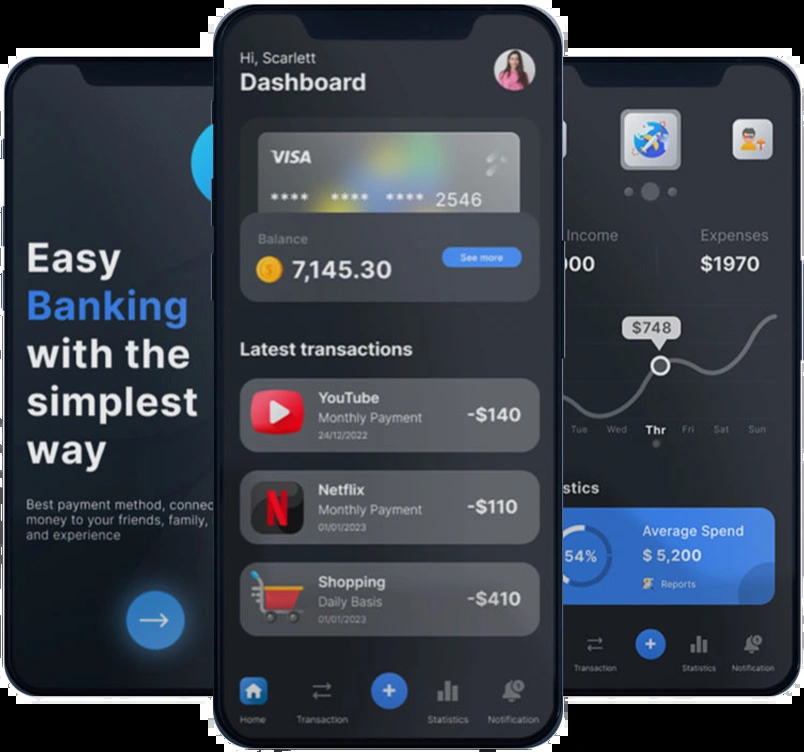 Easy
Banking
with the
simplest
way
Best payment method, connec
money to your friends, family,
and experience
Hi, Scarlett
Dashboard
VISA
**** **** **** 2546
Balance
$ 7,145.30
See more
Latest transactions
YouTube
Monthly Payment
24/12/2022
-$140
Netflix
Monthly Payment
01/01/2023
-$110
Shopping
Daily Basis
01/01/2023
-$410
Home
Transaction
Statistics
Notification
Income
00
Expenses
$1970
$748
Tue Wed Thr Fri Sat Sun
stics
54%
Average Spend
$ 5,200
Reports
Transaction
Statistics
Notification